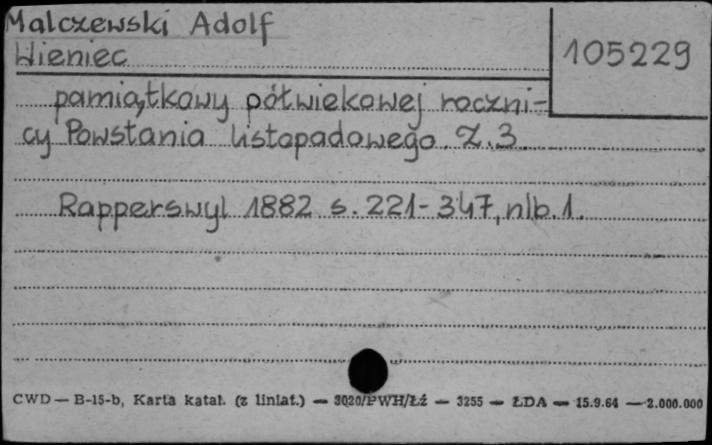 Malczewski Adolf
Wieniec
105229
pamiątkowy półwiekowej roczni-
cy Powstania listopadowego. Z.3.
Rapperswyl 1882 s. 221-347, nlb. 1.
CWD — B-15-b, Karta katal. (z liniat.) — 3020/PWH/Łź — 3255 — ŁDA — 15.9.64 — 2.000.000